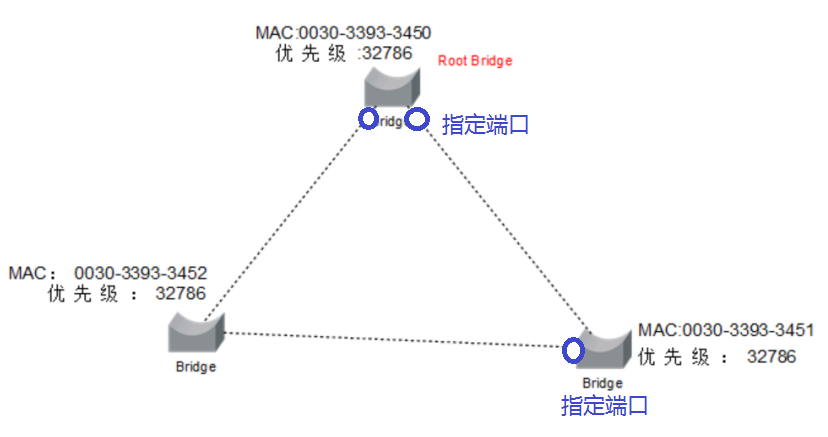 MAC:0030-3393-3450
优 先 级 :32786
Root Bridge
ridg
指定端口
MAC： 0030-3393-3452
优 先 级 ： 32786
Bridge
MAC:0030-3393-3451
优 先 级 ： 32786
Bridge
指定端口